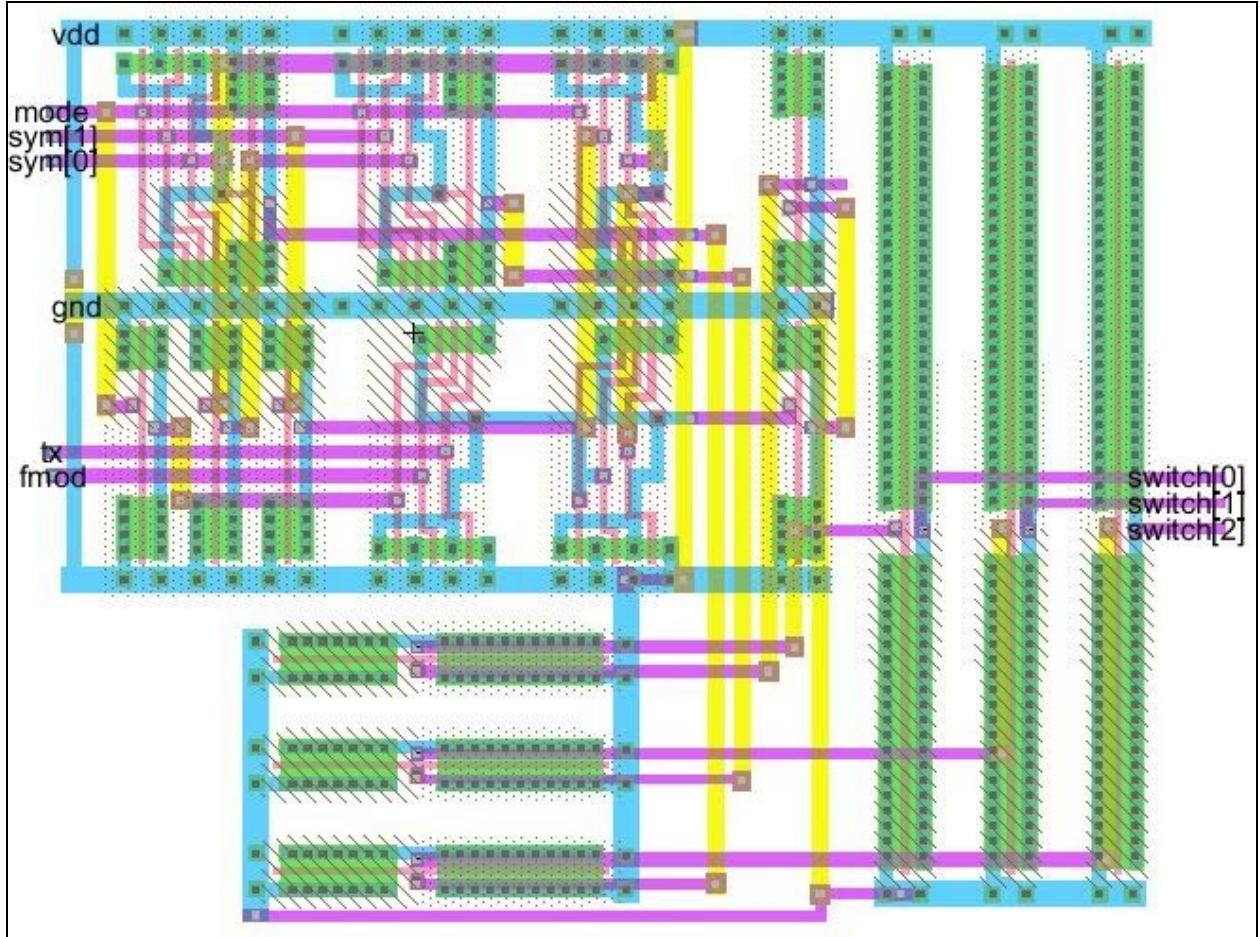 vdd
mode
sym[1]
sym[0]
gnd
tx
fmod
switch[0]
switch[1]
switch[2]